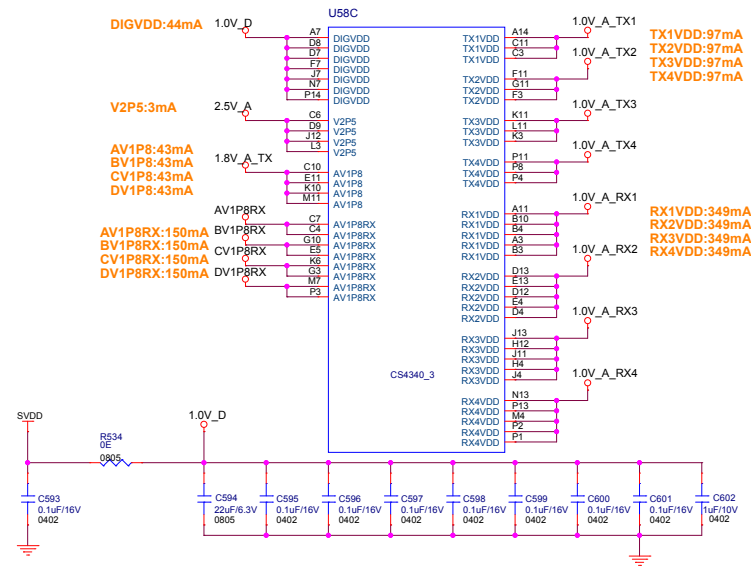 U58C
DIGVDD:44mA 1.0V_D
A7 DIGVDD
D8 DIGVDD
D7 DIGVDD
F7 DIGVDD
J7 DIGVDD
N7 DIGVDD
P14 DIGVDD
V2P5:3mA 2.5V_A
C6 V2P5
D9 V2P5
J12 V2P5
L3 V2P5
AV1P8:43mA
BV1P8:43mA
CV1P8:43mA
DV1P8:43mA
1.8V_A_TX
C10 AV1P8
E11 AV1P8
K10 AV1P8
M11 AV1P8
AV1P8RX
BV1P8RX
CV1P8RX
DV1P8RX
AV1P8RX:150mA
BV1P8RX:150mA
CV1P8RX:150mA
DV1P8RX:150mA
C7 AV1P8RX
C4 AV1P8RX
G10 AV1P8RX
E5 AV1P8RX
K6 AV1P8RX
G3 AV1P8RX
M7 AV1P8RX
P3 AV1P8RX
TX1VDD A14
TX1VDD C11
TX1VDD C3
1.0V_A_TX1
TX2VDD F11
TX2VDD G11
TX2VDD F3
1.0V_A_TX2
TX1VDD:97mA
TX2VDD:97mA
TX3VDD:97mA
TX4VDD:97mA
TX3VDD K11
TX3VDD L11
TX3VDD K3
1.0V_A_TX3
TX4VDD P11
TX4VDD P8
TX4VDD P4
1.0V_A_TX4
RX1VDD A11
RX1VDD B10
RX1VDD B4
RX1VDD A3
RX1VDD B3
1.0V_A_RX1
RX1VDD:349mA
RX2VDD:349mA
RX3VDD:349mA
RX4VDD:349mA
RX2VDD D13
RX2VDD E13
RX2VDD D12
RX2VDD E4
RX2VDD D4
1.0V_A_RX2
RX3VDD J13
RX3VDD H12
RX3VDD J11
RX3VDD H4
RX3VDD J4
1.0V_A_RX3
CS4340_3
RX4VDD N13
RX4VDD P13
RX4VDD M4
RX4VDD P2
RX4VDD P1
1.0V_A_RX4
SVDD
R534
0E
0805
1.0V_D
C593
0.1uF/16V
0402
C594
22uF/6.3V
0805
C595
0.1uF/16V
0402
C596
0.1uF/16V
0402
C597
0.1uF/16V
0402
C598
0.1uF/16V
0402
C599
0.1uF/16V
0402
C600
0.1uF/16V
0402
C601
0.1uF/16V
0402
C602
1uF/10V
0402